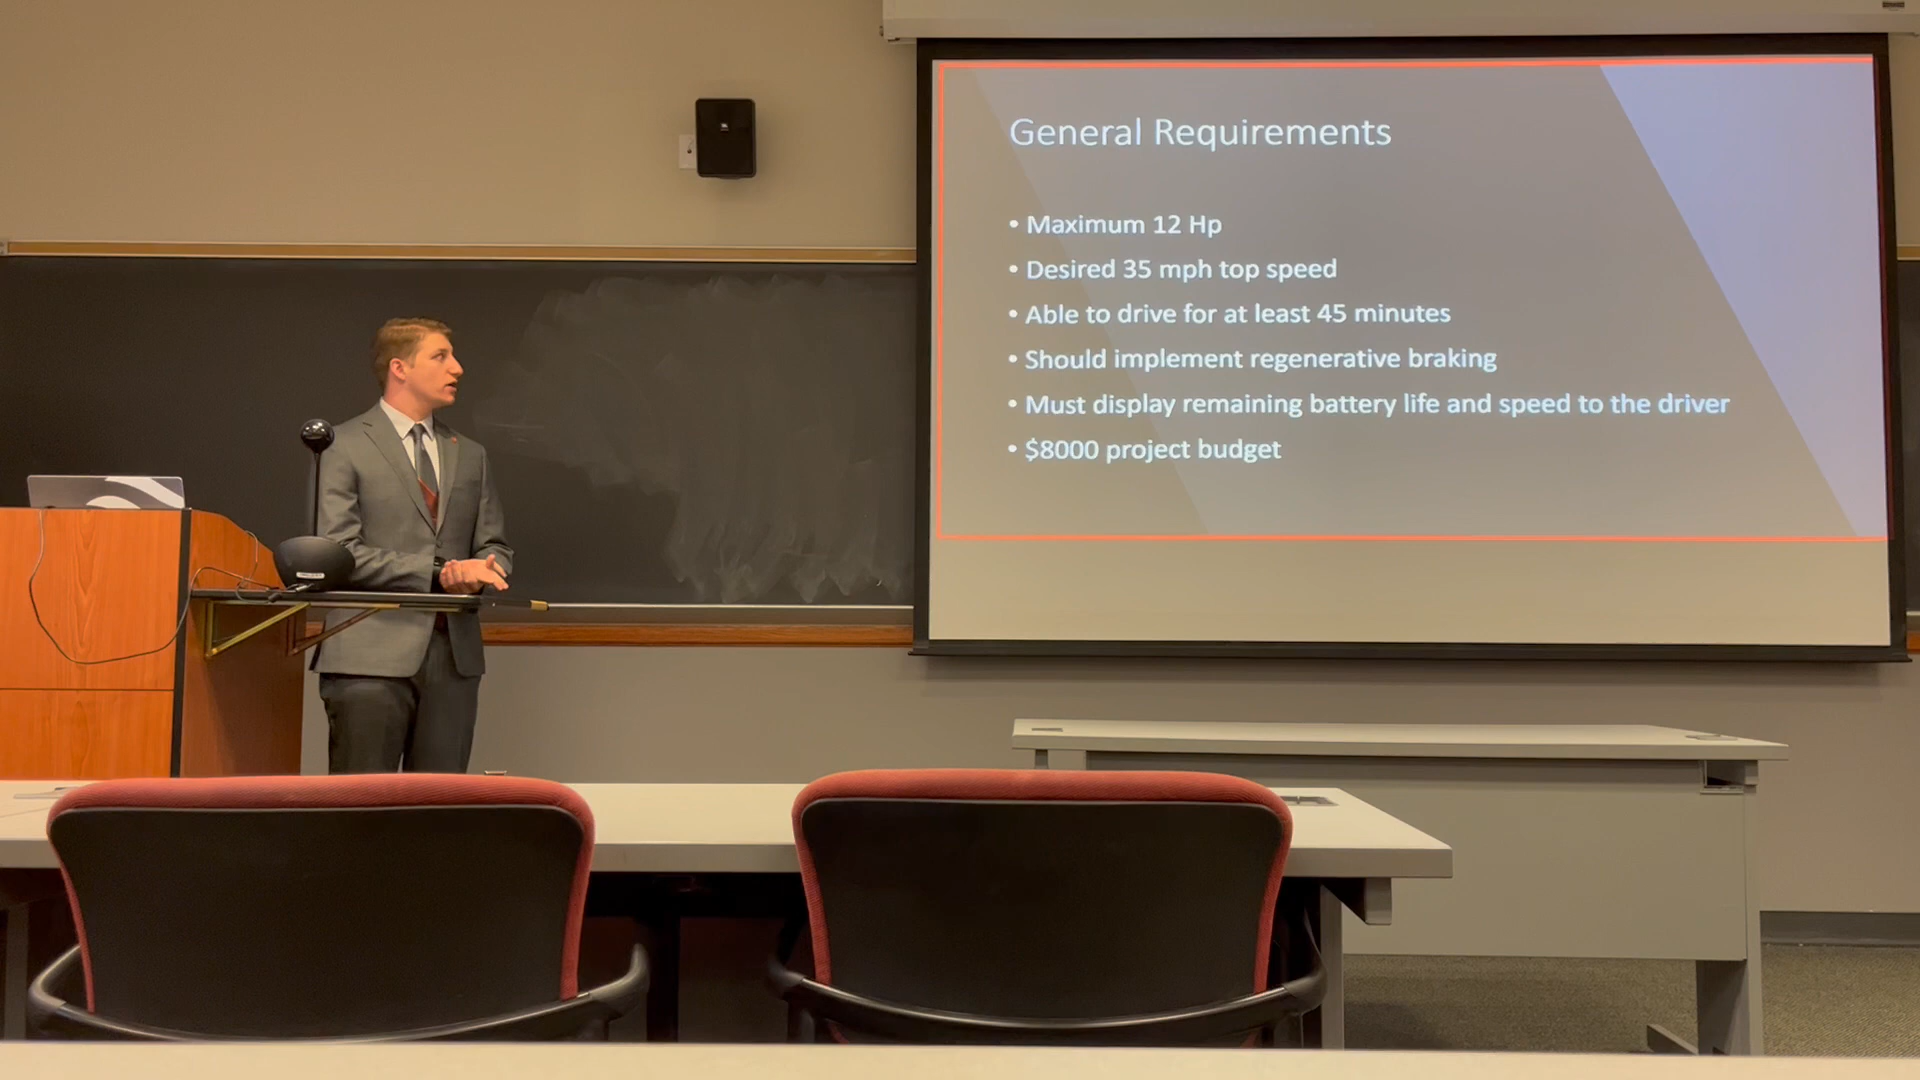 General Requirements
• Maximum 12 Hp
• Desired 35 mph top speed
• Able to drive for at least 45 minutes
• Should implement regenerative braking
• Must display remaining battery life and speed to the driver
• $8000 project budget